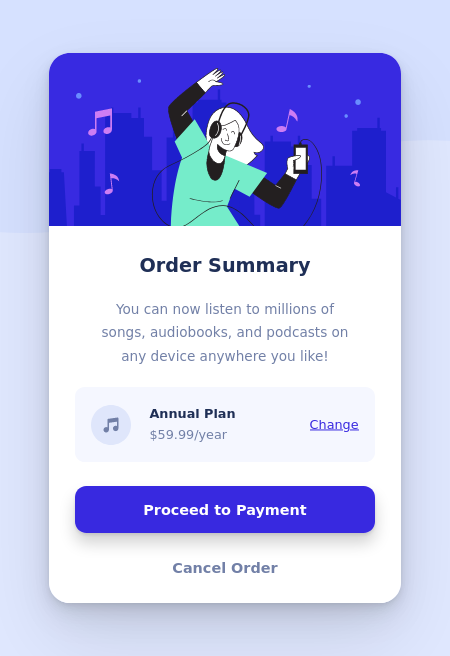 Order Summary
You can now listen to millions of
songs, audiobooks, and podcasts on
any device anywhere you like!
Annual Plan
$59.99/year
Change
Proceed to Payment
Cancel Order